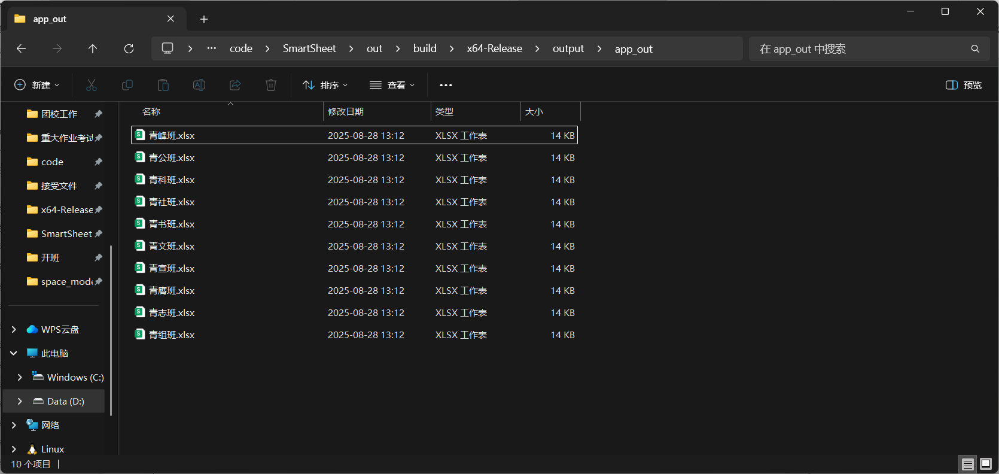 app_out
… code SmartSheet out build x64-Release output app_out
在 app_out 中搜索
新建 排序 查看 … 预览
团校工作
重大作业考试
code
接受文件
x64-Release
SmartSheet
开班
space_mode
WPS云盘
此电脑
Windows (C:)
Data (D:)
网络
Linux
名称 修改日期 类型 大小
青峰班.xlsx 2025-08-28 13:12 XLSX 工作表 14 KB
青公班.xlsx 2025-08-28 13:12 XLSX 工作表 14 KB
青科班.xlsx 2025-08-28 13:12 XLSX 工作表 14 KB
青社班.xlsx 2025-08-28 13:12 XLSX 工作表 14 KB
青书班.xlsx 2025-08-28 13:12 XLSX 工作表 14 KB
青文班.xlsx 2025-08-28 13:12 XLSX 工作表 14 KB
青宣班.xlsx 2025-08-28 13:12 XLSX 工作表 14 KB
青膺班.xlsx 2025-08-28 13:12 XLSX 工作表 14 KB
青志班.xlsx 2025-08-28 13:12 XLSX 工作表 14 KB
青组班.xlsx 2025-08-28 13:12 XLSX 工作表 14 KB
10 个项目